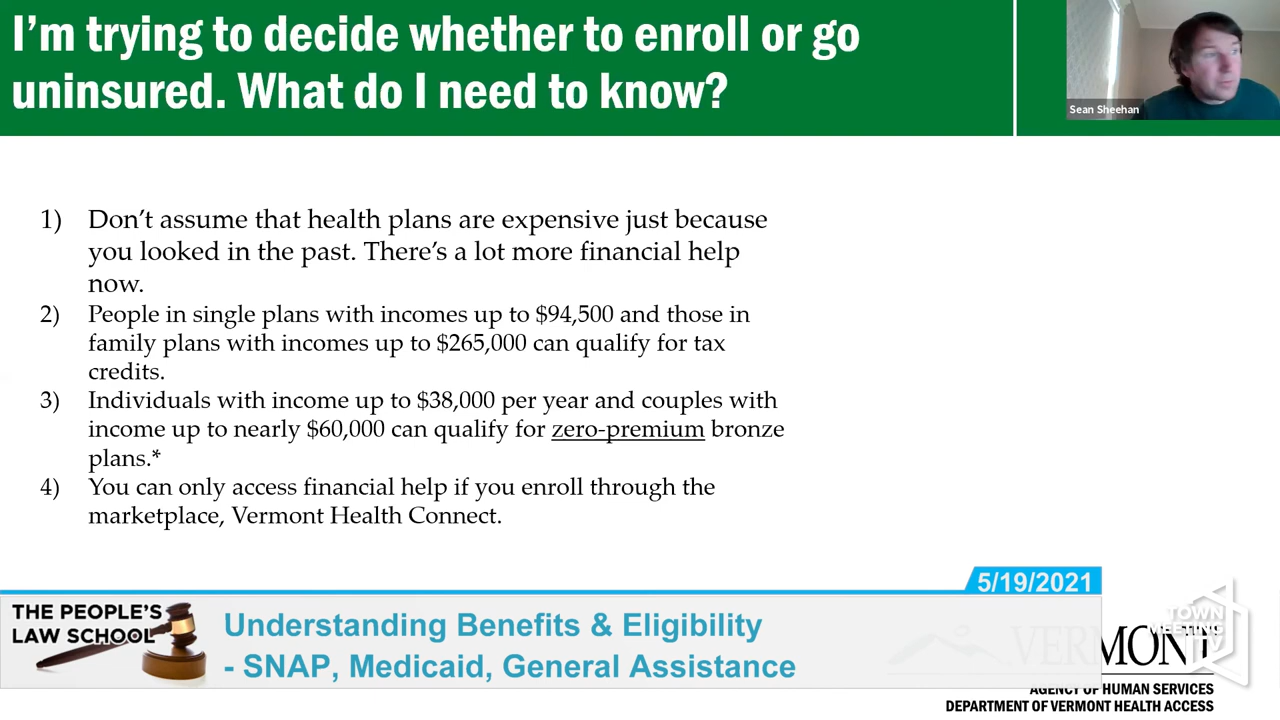 I'm trying to decide whether to enroll or go
uninsured. What do I need to know?
Sean Sheehan
1) Don't assume that health plans are expensive just because
you looked in the past. There's a lot more financial help
now.
2) People in single plans with incomes up to $94,500 and those in
family plans with incomes up to $265,000 can qualify for tax
credits.
3) Individuals with income up to $38,000 per year and couples with
income up to nearly $60,000 can qualify for zero-premium bronze
plans.*
4) You can only access financial help if you enroll through the
marketplace, Vermont Health Connect.
5/19/2021
THE PEOPLE'S
LAW SCHOOL
Understanding Benefits & Eligibility
- SNAP, Medicaid, General Assistance
TOWN
MEETING
TV
VERMONT
AGENCY OF HUMAN SERVICES
DEPARTMENT OF VERMONT HEALTH ACCESS